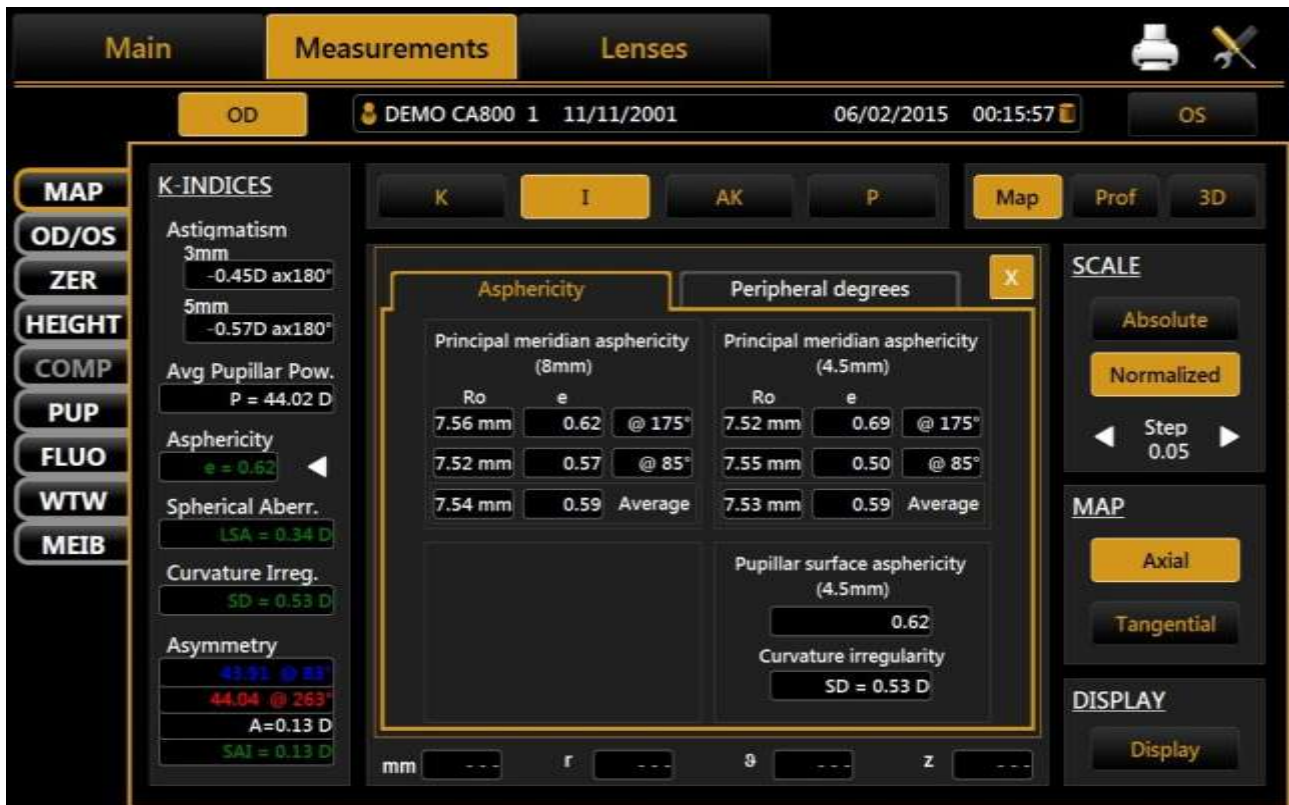 Main Measurements Lenses
OD DEMO CA800 1 11/11/2001 06/02/2015 00:15:57 OS
MAP
OD/OS
ZER
HEIGHT
COMP
PUP
FLUO
WTW
MEIB
K-INDICES
Astigmatism
3mm
-0.45D ax180°
5mm
-0.57D ax180°
Avg Pupillar Pow.
P = 44.02 D
Asphericity
e = 0.62
Spherical Aberr.
LSA = 0.34 D
Curvature Irreg.
SD = 0.53 D
Asymmetry
43.91 @ 83°
44.04 @ 263°
A=0.13 D
SAI = 0.13 D
K I AK P
Map Prof 3D
Asphericity Peripheral degrees X
Principal meridian asphericity
(8mm)
Ro e
7.56 mm 0.62 @ 175°
7.52 mm 0.57 @ 85°
7.54 mm 0.59 Average
Principal meridian asphericity
(4.5mm)
Ro e
7.52 mm 0.69 @ 175°
7.55 mm 0.50 @ 85°
7.53 mm 0.59 Average
Pupillar surface asphericity
(4.5mm)
0.62
Curvature irregularity
SD = 0.53 D
mm - - - r - - - θ - - - z - - -
SCALE
Absolute
Normalized
Step
0.05
MAP
Axial
Tangential
DISPLAY
Display